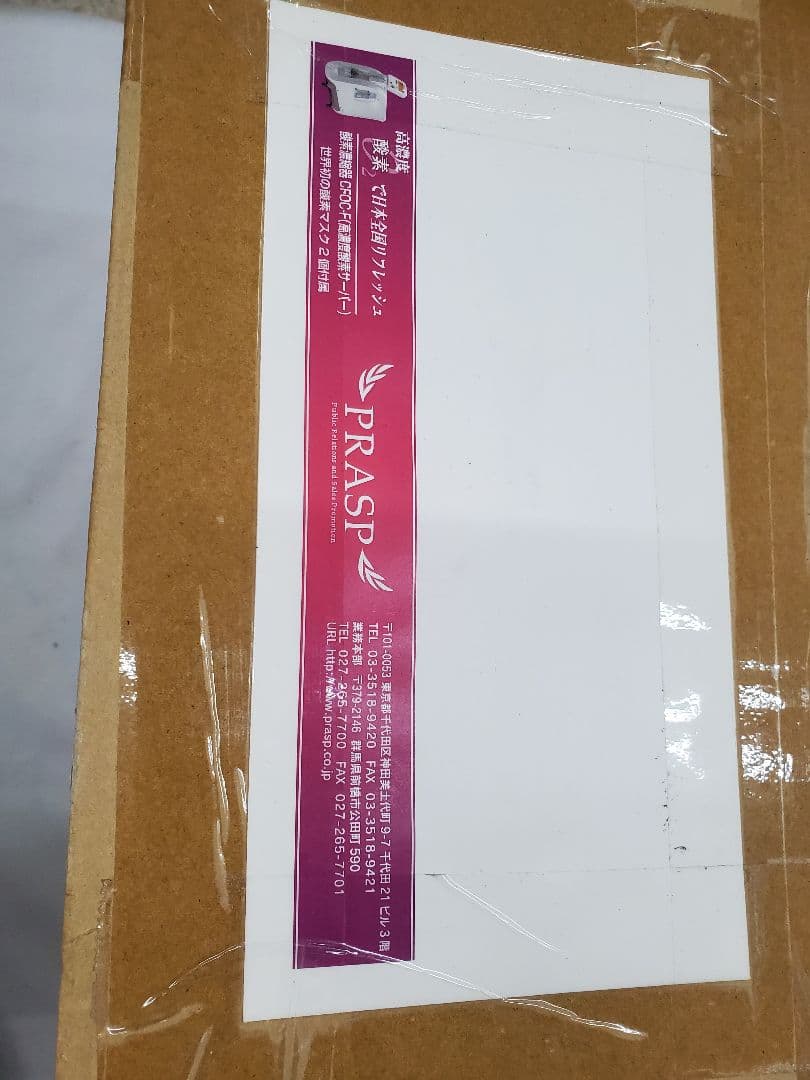 高濃度
酸素で日本全国リフレッシュ
O2
酸素濃縮器 CFOC-F(高濃度酸素サーバー)
世界初の酸素マスク2個付属
PRASP
Public Relations and Sales Promotion
〒101-0053 東京都千代田区神田美土代町 9-7 千代田 21 ビル 3 階
TEL 03-3518-9420 FAX 03-3518-9421
業務本部 〒379-2146 群馬県前橋市公田町 590
TEL 027-265-7700 FAX 027-265-7701
URL http://www.prasp.co.jp